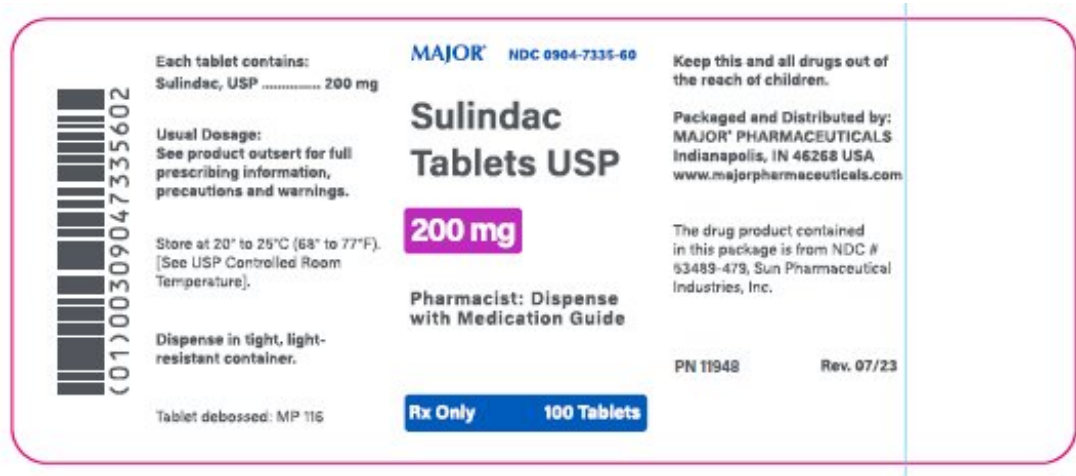 (01)00309047335602
Each tablet contains:
Sulindac, USP .............. 200 mg
Usual Dosage:
See product outsert for full
prescribing information,
precautions and warnings.
Store at 20° to 25°C (68° to 77°F).
[See USP Controlled Room
Temperature].
Dispense in tight, light-
resistant container.
Tablet debossed: MP 116
MAJOR® NDC 0904-7335-60
Sulindac
Tablets USP
200 mg
Pharmacist: Dispense
with Medication Guide
Rx Only 100 Tablets
Keep this and all drugs out of
the reach of children.
Packaged and Distributed by:
MAJOR® PHARMACEUTICALS
Indianapolis, IN 46268 USA
www.majorpharmaceuticals.com
The drug product contained
in this package is from NDC #
53489-479, Sun Pharmaceutical
Industries, Inc.
PN 11948 Rev. 07/23